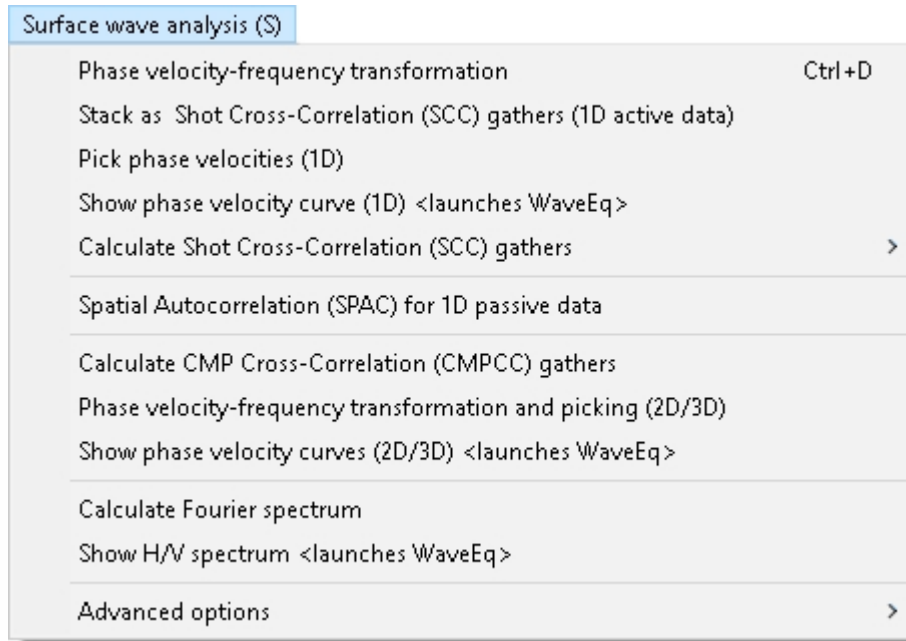 Surface wave analysis (S)
Phase velocity-frequency transformation Ctrl+D
Stack as  Shot Cross-Correlation (SCC) gathers (1D active data)
Pick phase velocities (1D)
Show phase velocity curve (1D) <launches WaveEq>
Calculate Shot Cross-Correlation (SCC) gathers >
Spatial Autocorrelation (SPAC) for 1D passive data
Calculate CMP Cross-Correlation (CMPCC) gathers
Phase velocity-frequency transformation and picking (2D/3D)
Show phase velocity curves (2D/3D) <launches WaveEq>
Calculate Fourier spectrum
Show H/V spectrum <launches WaveEq>
Advanced options >